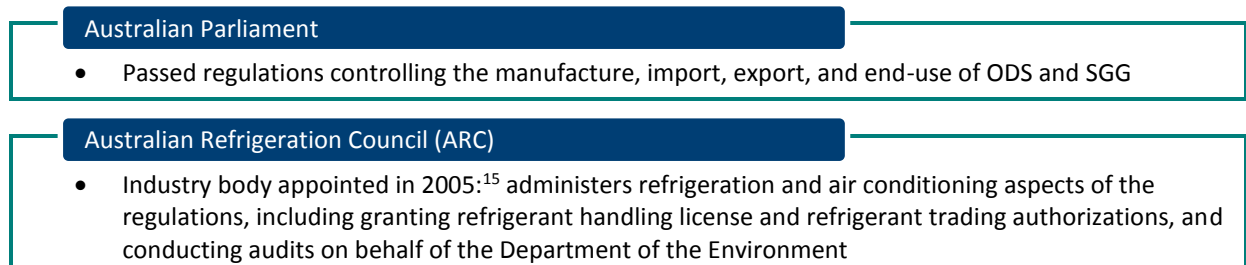 Australian Parliament
• Passed regulations controlling the manufacture, import, export, and end-use of ODS and SGG
Australian Refrigeration Council (ARC)
• Industry body appointed in 2005:15 administers refrigeration and air conditioning aspects of the
regulations, including granting refrigerant handling license and refrigerant trading authorizations, and
conducting audits on behalf of the Department of the Environment